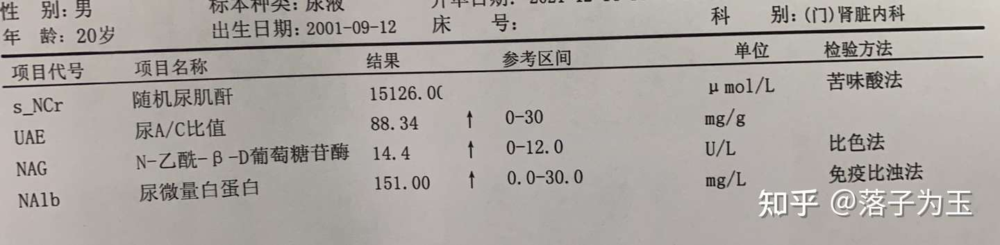 性 别: 男 标本种类: 尿液
年 龄: 20岁 出生日期: 2001-09-12 床 号: 科 别: (门)肾脏内科
项目代号 项目名称 结果 参考区间 单位 检验方法
s_NCr 随机尿肌酐 15126.00 μmol/L 苦味酸法
UAE 尿A/C比值 88.34 ↑ 0-30 mg/g
NAG N-乙酰-β-D葡萄糖苷酶 14.4 ↑ 0-12.0 U/L 比色法
NAlb 尿微量白蛋白 151.00 ↑ 0.0-30.0 mg/L 免疫比浊法
知乎 @落子为玉